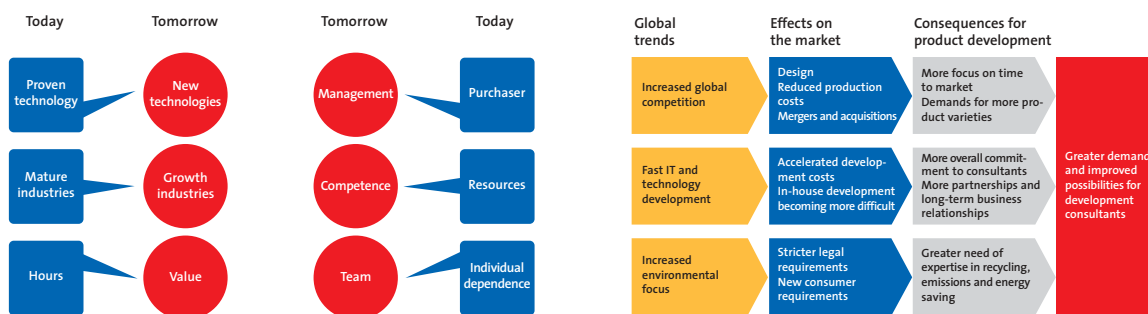 Today
Tomorrow
Proven
technology
New
technologies
Mature
industries
Growth
industries
Hours
Value
Tomorrow
Today
Management
Purchaser
Competence
Resources
Team
Individual
dependence
Global
trends
Effects on
the market
Consequences for
product development
Increased global
competition
Design
Reduced production
costs
Mergers and acquisitions
More focus on time
to market
Demands for more pro-
duct varieties
Fast IT and
technology
development
Accelerated develop-
ment costs
In-house development
becoming more difficult
More overall commit-
ment to consultants
More partnerships and
long-term business
relationships
Increased
environmental
focus
Stricter legal
requirements
New consumer
requirements
Greater need of
expertise in recycling,
emissions and energy
saving
Greater demand
and improved
possibilities for
development
consultants